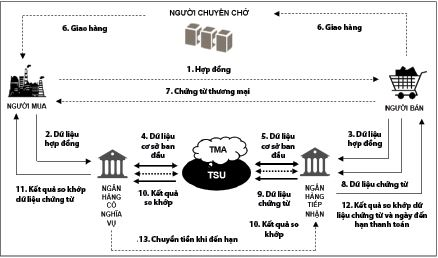 NGƯỜI CHUYÊN CHỞ
6. Giao hàng
6. Giao hàng
1. Hợp đồng
7. Chứng từ thương mại
NGƯỜI MUA
NGƯỜI BÁN
2. Dữ liệu
hợp đồng
4. Dữ liệu
cơ sở ban
đầu
TMA
TSU
5. Dữ liệu
cơ sở ban
đầu
3. Dữ liệu
hợp đồng
11. Kết quả so khớp
dữ liệu chứng từ
NGÂN
HÀNG
CÓ
NGHĨA
VỤ
10. Kết quả
so khớp
9. Dữ liệu
chứng từ
10. Kết quả so
khớp
NGÂN
HÀNG
TIẾP
NHẬN
8. Dữ liệu chứng từ
12. Kết quả so khớp dữ
liệu chứng từ và ngày đến
hạn thanh toán
13. Chuyển tiền khi đến hạn